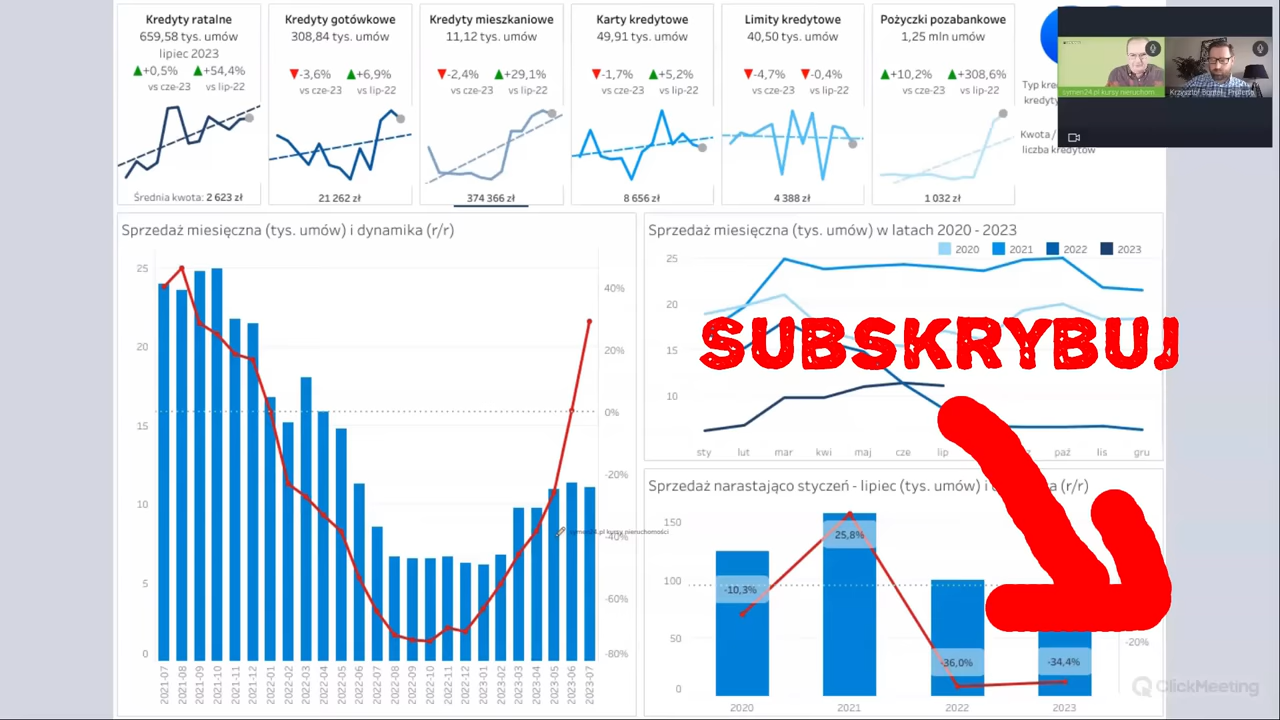 Kredyty ratalne
659,58 tys. umów
lipiec 2023
+0,5% +54,4%
vs cze-23 vs lip-22
Średnia kwota: 2 623 zł
Kredyty gotówkowe
308,84 tys. umów
-3,6% +6,9%
vs cze-23 vs lip-22
21 262 zł
Kredyty mieszkaniowe
11,12 tys. umów
-2,4% +29,1%
vs cze-23 vs lip-22
374 366 zł
Karty kredytowe
49,91 tys. umów
-1,7% +5,2%
vs cze-23 vs lip-22
8 656 zł
Limity kredytowe
40,50 tys. umów
-4,7% -0,4%
vs cze-23 vs lip-22
4 388 zł
Pożyczki pozabankowe
1,25 mln umów
+10,2% +308,6%
vs cze-23 vs lip-22
1 032 zł
Typ kre
kredyty
Kwota/
liczba kredytów
symen24.pl kursy nieruchom...
Krzysztof
Sprzedaż miesięczna (tys. umów) i dynamika (r/r)
25
20
15
10
5
0
40%
20%
0%
-20%
-40%
-60%
-80%
2021-07 2021-08 2021-09 2021-10 2021-11 2021-12 2022-01 2022-02 2022-03 2022-04 2022-05 2022-06 2022-07 2022-08 2022-09 2022-10 2022-11 2022-12 2023-01 2023-02 2023-03 2023-04 2023-05 2023-06 2023-07
symen24.pl kursy nieruchomości
Sprzedaż miesięczna (tys. umów) w latach 2020 - 2023
2020 2021 2022 2023
25
20
15
10
sty lut mar kwi maj cze lip paź lis gru
SUBSKRYBUJ
Sprzedaż narastająco styczeń - lipiec (tys. umów) i a (r/r)
150
100
50
0
-10,3%
25,8%
-36,0%
-34,4%
-20%
2020 2021 2022 2023
ClickMeeting